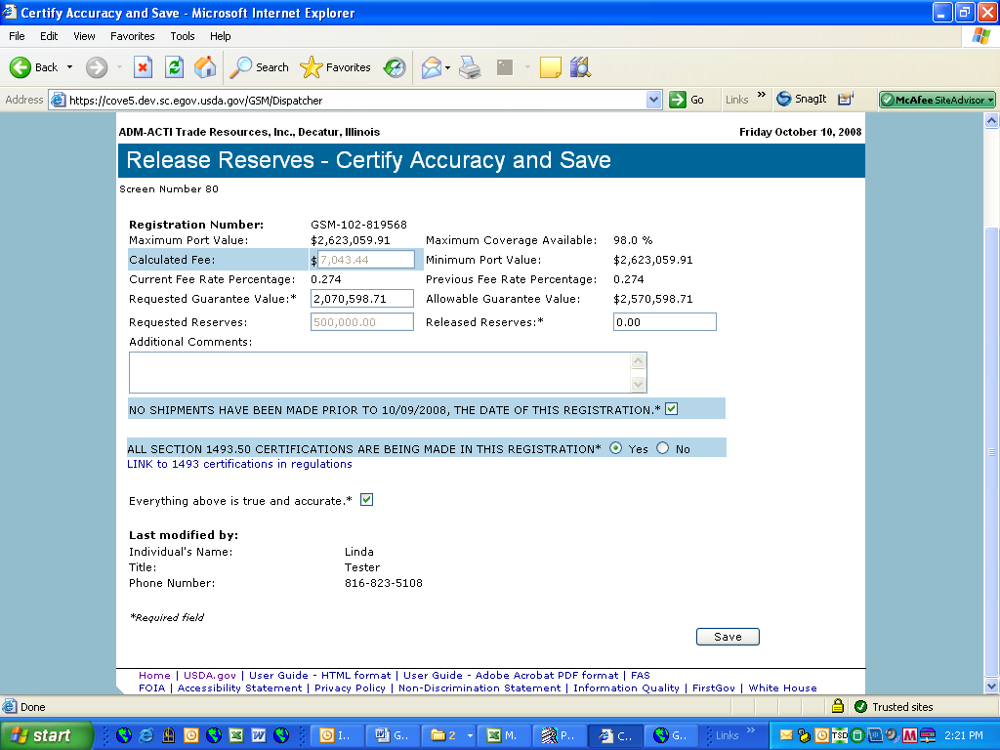 Certify Accuracy and Save - Microsoft Internet Explorer
File Edit View Favorites Tools Help
Back Search Favorites
Address https://cove5.dev.sc.egov.usda.gov/GSM/Dispatcher Go Links » SnagIt McAfee SiteAdvisor
ADM-ACTI Trade Resources, Inc., Decatur, Illinois Friday October 10, 2008
Release Reserves - Certify Accuracy and Save
Screen Number 80
Registration Number: GSM-102-819568
Maximum Port Value: $2,623,059.91 Maximum Coverage Available: 98.0 %
Calculated Fee: $ 7,043.44 Minimum Port Value: $2,623,059.91
Current Fee Rate Percentage: 0.274 Previous Fee Rate Percentage: 0.274
Requested Guarantee Value:* 2,070,598.71 Allowable Guarantee Value: $2,570,598.71
Requested Reserves: 500,000.00 Released Reserves:* 0.00
Additional Comments:
NO SHIPMENTS HAVE BEEN MADE PRIOR TO 10/09/2008, THE DATE OF THIS REGISTRATION.*
ALL SECTION 1493.50 CERTIFICATIONS ARE BEING MADE IN THIS REGISTRATION* Yes No
LINK to 1493 certifications in regulations
Everything above is true and accurate.*
Last modified by:
Individual's Name: Linda
Title: Tester
Phone Number: 816-823-5108
*Required field
Save
Home | USDA.gov | User Guide - HTML format | User Guide - Adobe Acrobat PDF format | FAS
FOIA | Accessibility Statement | Privacy Policy | Non-Discrimination Statement | Information Quality | FirstGov | White House
Done Trusted sites
start I.. G.. 2 M. P.. C.. G.. Links » TSD 2:21 PM